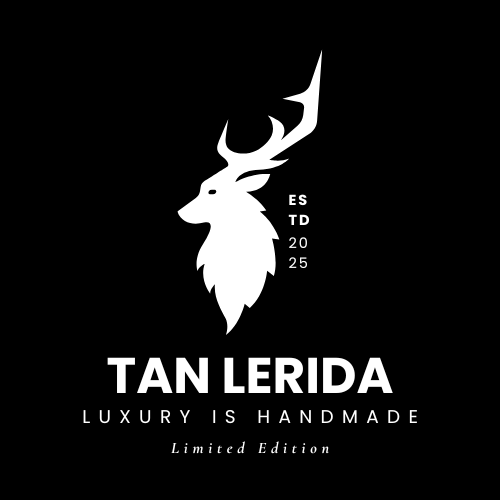 ES
TD
20
25
TAN LERIDA
LUXURY IS HANDMADE
Limited Edition